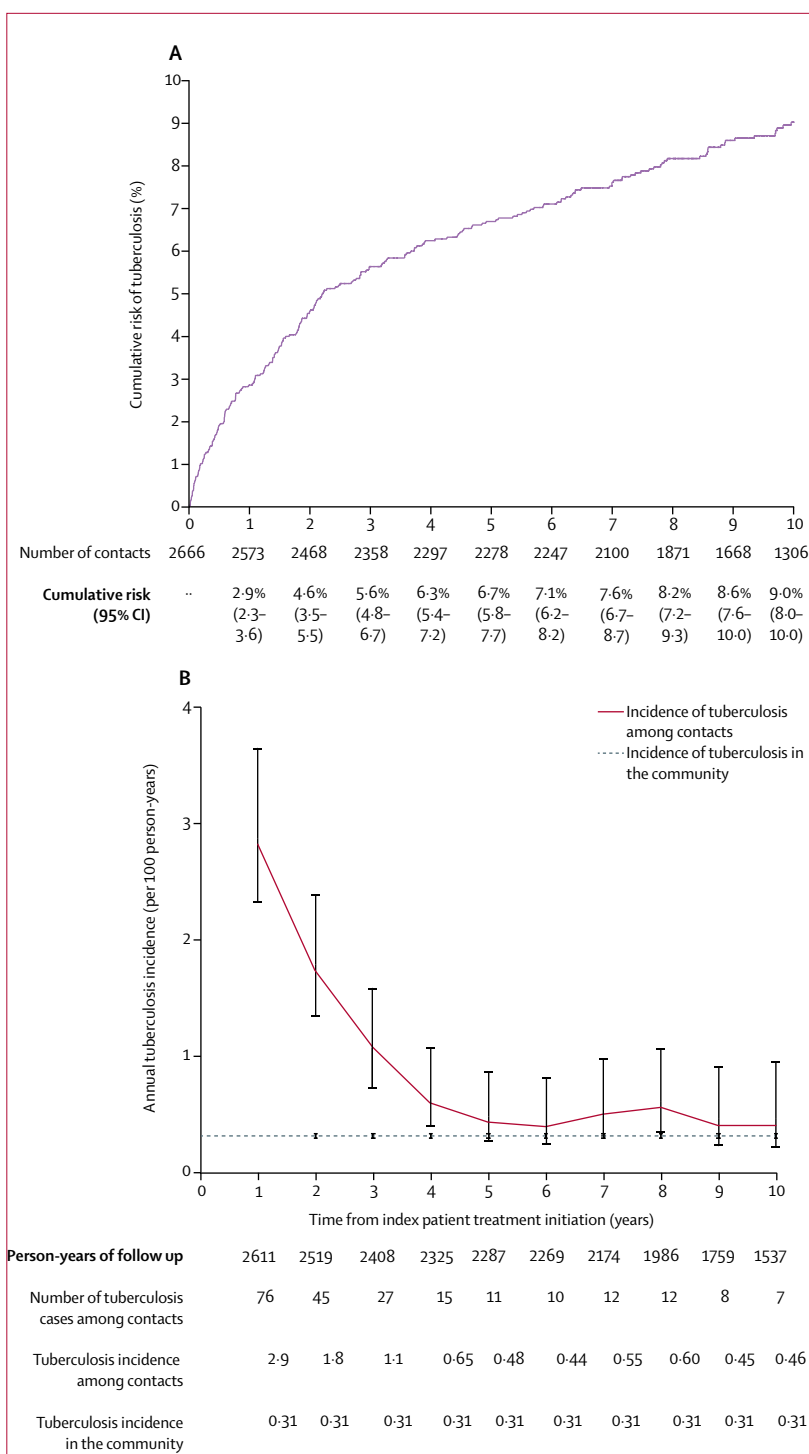 A
10
9
8
7
6
5
4
3
2
1
0
Cumulative risk of tuberculosis (%)
0 1 2 3 4 5 6 7 8 9 10
Number of contacts 2666 2573 2468 2358 2297 2278 2247 2100 1871 1668 1306
Cumulative risk ·· 2·9% 4·6% 5·6% 6·3% 6·7% 7·1% 7·6% 8·2% 8·6% 9·0%
(95% CI) (2·3– (3·5– (4·8– (5·4– (5·8– (6·2– (6·7– (7·2– (7·6– (8·0–
3·6) 5·5) 6·7) 7·2) 7·7) 8·2) 8·7) 9·3) 10·0) 10·0)
B
4
3
2
1
0
Annual tuberculosis incidence (per 100 person-years)
Incidence of tuberculosis
among contacts
Incidence of tuberculosis in
the community
0 1 2 3 4 5 6 7 8 9 10
Time from index patient treatment initiation (years)
Person-years of follow up 2611 2519 2408 2325 2287 2269 2174 1986 1759 1537
Number of tuberculosis 76 45 27 15 11 10 12 12 8 7
cases among contacts
Tuberculosis incidence 2·9 1·8 1·1 0·65 0·48 0·44 0·55 0·60 0·45 0·46
among contacts
Tuberculosis incidence 0·31 0·31 0·31 0·31 0·31 0·31 0·31 0·31 0·31 0·31
in the community